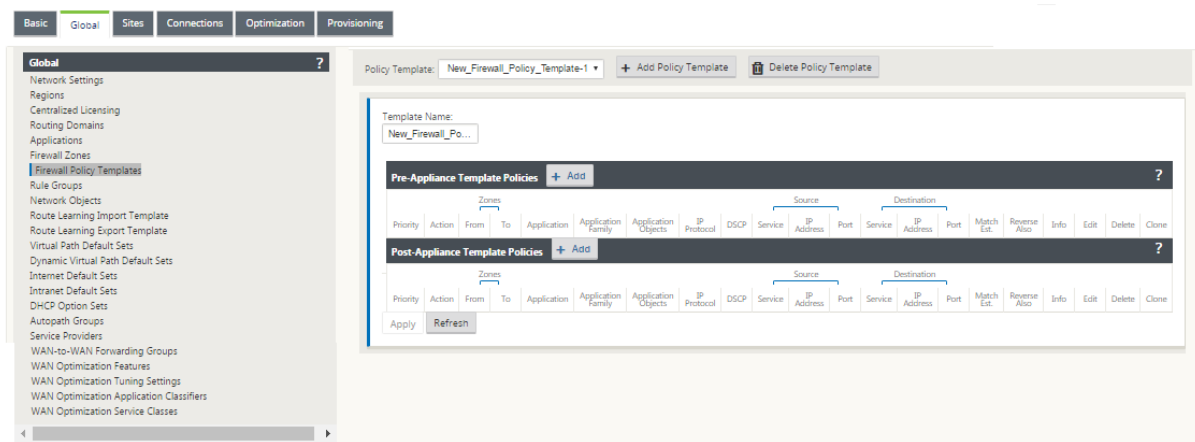 Basic Global Sites Connections Optimization Provisioning
Global ?
Network Settings
Regions
Centralized Licensing
Routing Domains
Applications
Firewall Zones
Firewall Policy Templates
Rule Groups
Network Objects
Route Learning Import Template
Route Learning Export Template
Virtual Path Default Sets
Dynamic Virtual Path Default Sets
Internet Default Sets
Intranet Default Sets
DHCP Option Sets
Autopath Groups
Service Providers
WAN-to-WAN Forwarding Groups
WAN Optimization Features
WAN Optimization Tuning Settings
WAN Optimization Application Classifiers
WAN Optimization Service Classes
Policy Template: New_Firewall_Policy_Template-1 + Add Policy Template Delete Policy Template
Template Name:
New_Firewall_Po...
Pre-Appliance Template Policies + Add ?
Zones Source Destination
Priority Action From To Application Application Family Application Objects IP Protocol DSCP Service IP Address Port Service IP Address Port Match Est. Reverse Also Info Edit Delete Clone
Post-Appliance Template Policies + Add ?
Zones Source Destination
Priority Action From To Application Application Family Application Objects IP Protocol DSCP Service IP Address Port Service IP Address Port Match Est. Reverse Also Info Edit Delete Clone
Apply Refresh